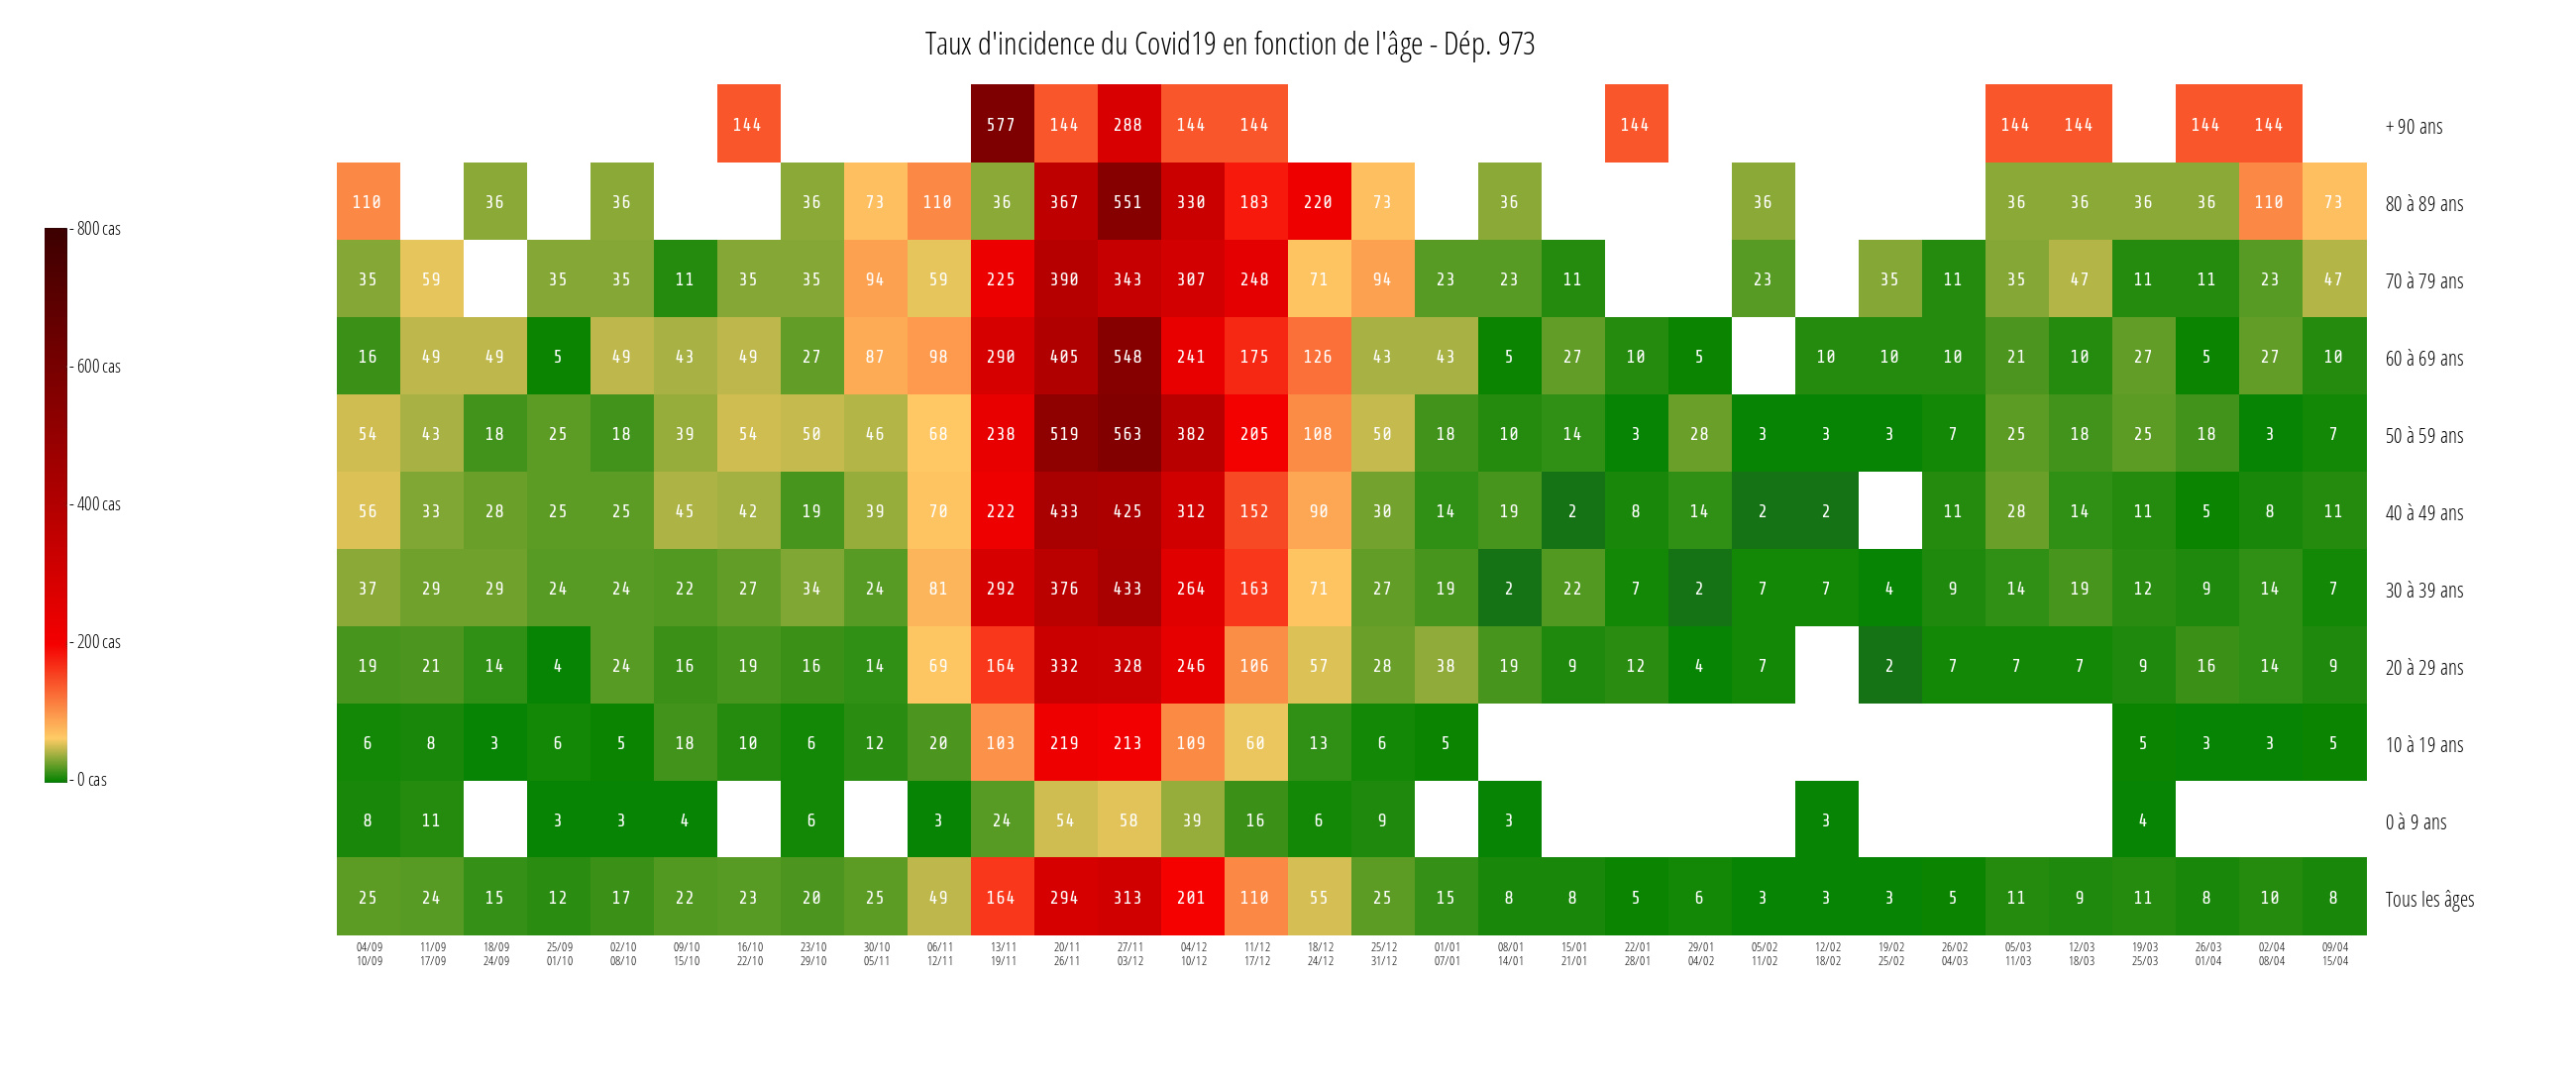 Taux d'incidence du Covid19 en fonction de l'âge - Dép. 973
- 800 cas
- 600 cas
- 400 cas
- 200 cas
- 0 cas
144 577 144 288 144 144 144 144 144 144 144 + 90 ans
110 36 36 36 73 110 36 367 551 330 183 220 73 36 36 36 36 36 36 110 73 80 à 89 ans
35 59 35 35 11 35 35 94 59 225 390 343 307 248 71 94 23 23 11 23 35 11 35 47 11 11 23 47 70 à 79 ans
16 49 49 5 49 43 49 27 87 98 290 405 548 241 175 126 43 43 5 27 10 5 10 10 10 21 10 27 5 27 10 60 à 69 ans
54 43 18 25 18 39 54 50 46 68 238 519 563 382 205 108 50 18 10 14 3 28 3 3 3 7 25 18 25 18 3 7 50 à 59 ans
56 33 28 25 25 45 42 19 39 70 222 433 425 312 152 90 30 14 19 2 8 14 2 2 11 28 14 11 5 8 11 40 à 49 ans
37 29 29 24 24 22 27 34 24 81 292 376 433 264 163 71 27 19 2 22 7 2 7 7 4 9 14 19 12 9 14 7 30 à 39 ans
19 21 14 4 24 16 19 16 14 69 164 332 328 246 106 57 28 38 19 9 12 4 7 2 7 7 7 9 16 14 9 20 à 29 ans
6 8 3 6 5 18 10 6 12 20 103 219 213 109 60 13 6 5 5 3 3 5 10 à 19 ans
8 11 3 3 4 6 3 24 54 58 39 16 6 9 3 3 4 0 à 9 ans
25 24 15 12 17 22 23 20 25 49 164 294 313 201 110 55 25 15 8 8 5 6 3 3 3 5 11 9 11 8 10 8 Tous les âges
04/09 11/09 18/09 25/09 02/10 09/10 16/10 23/10 30/10 06/11 13/11 20/11 27/11 04/12 11/12 18/12 25/12 01/01 08/01 15/01 22/01 29/01 05/02 12/02 19/02 26/02 05/03 12/03 19/03 26/03 02/04 09/04
10/09 17/09 24/09 01/10 08/10 15/10 22/10 29/10 05/11 12/11 19/11 26/11 03/12 10/12 17/12 24/12 31/12 07/01 14/01 21/01 28/01 04/02 11/02 18/02 25/02 04/03 11/03 18/03 25/03 01/04 08/04 15/04